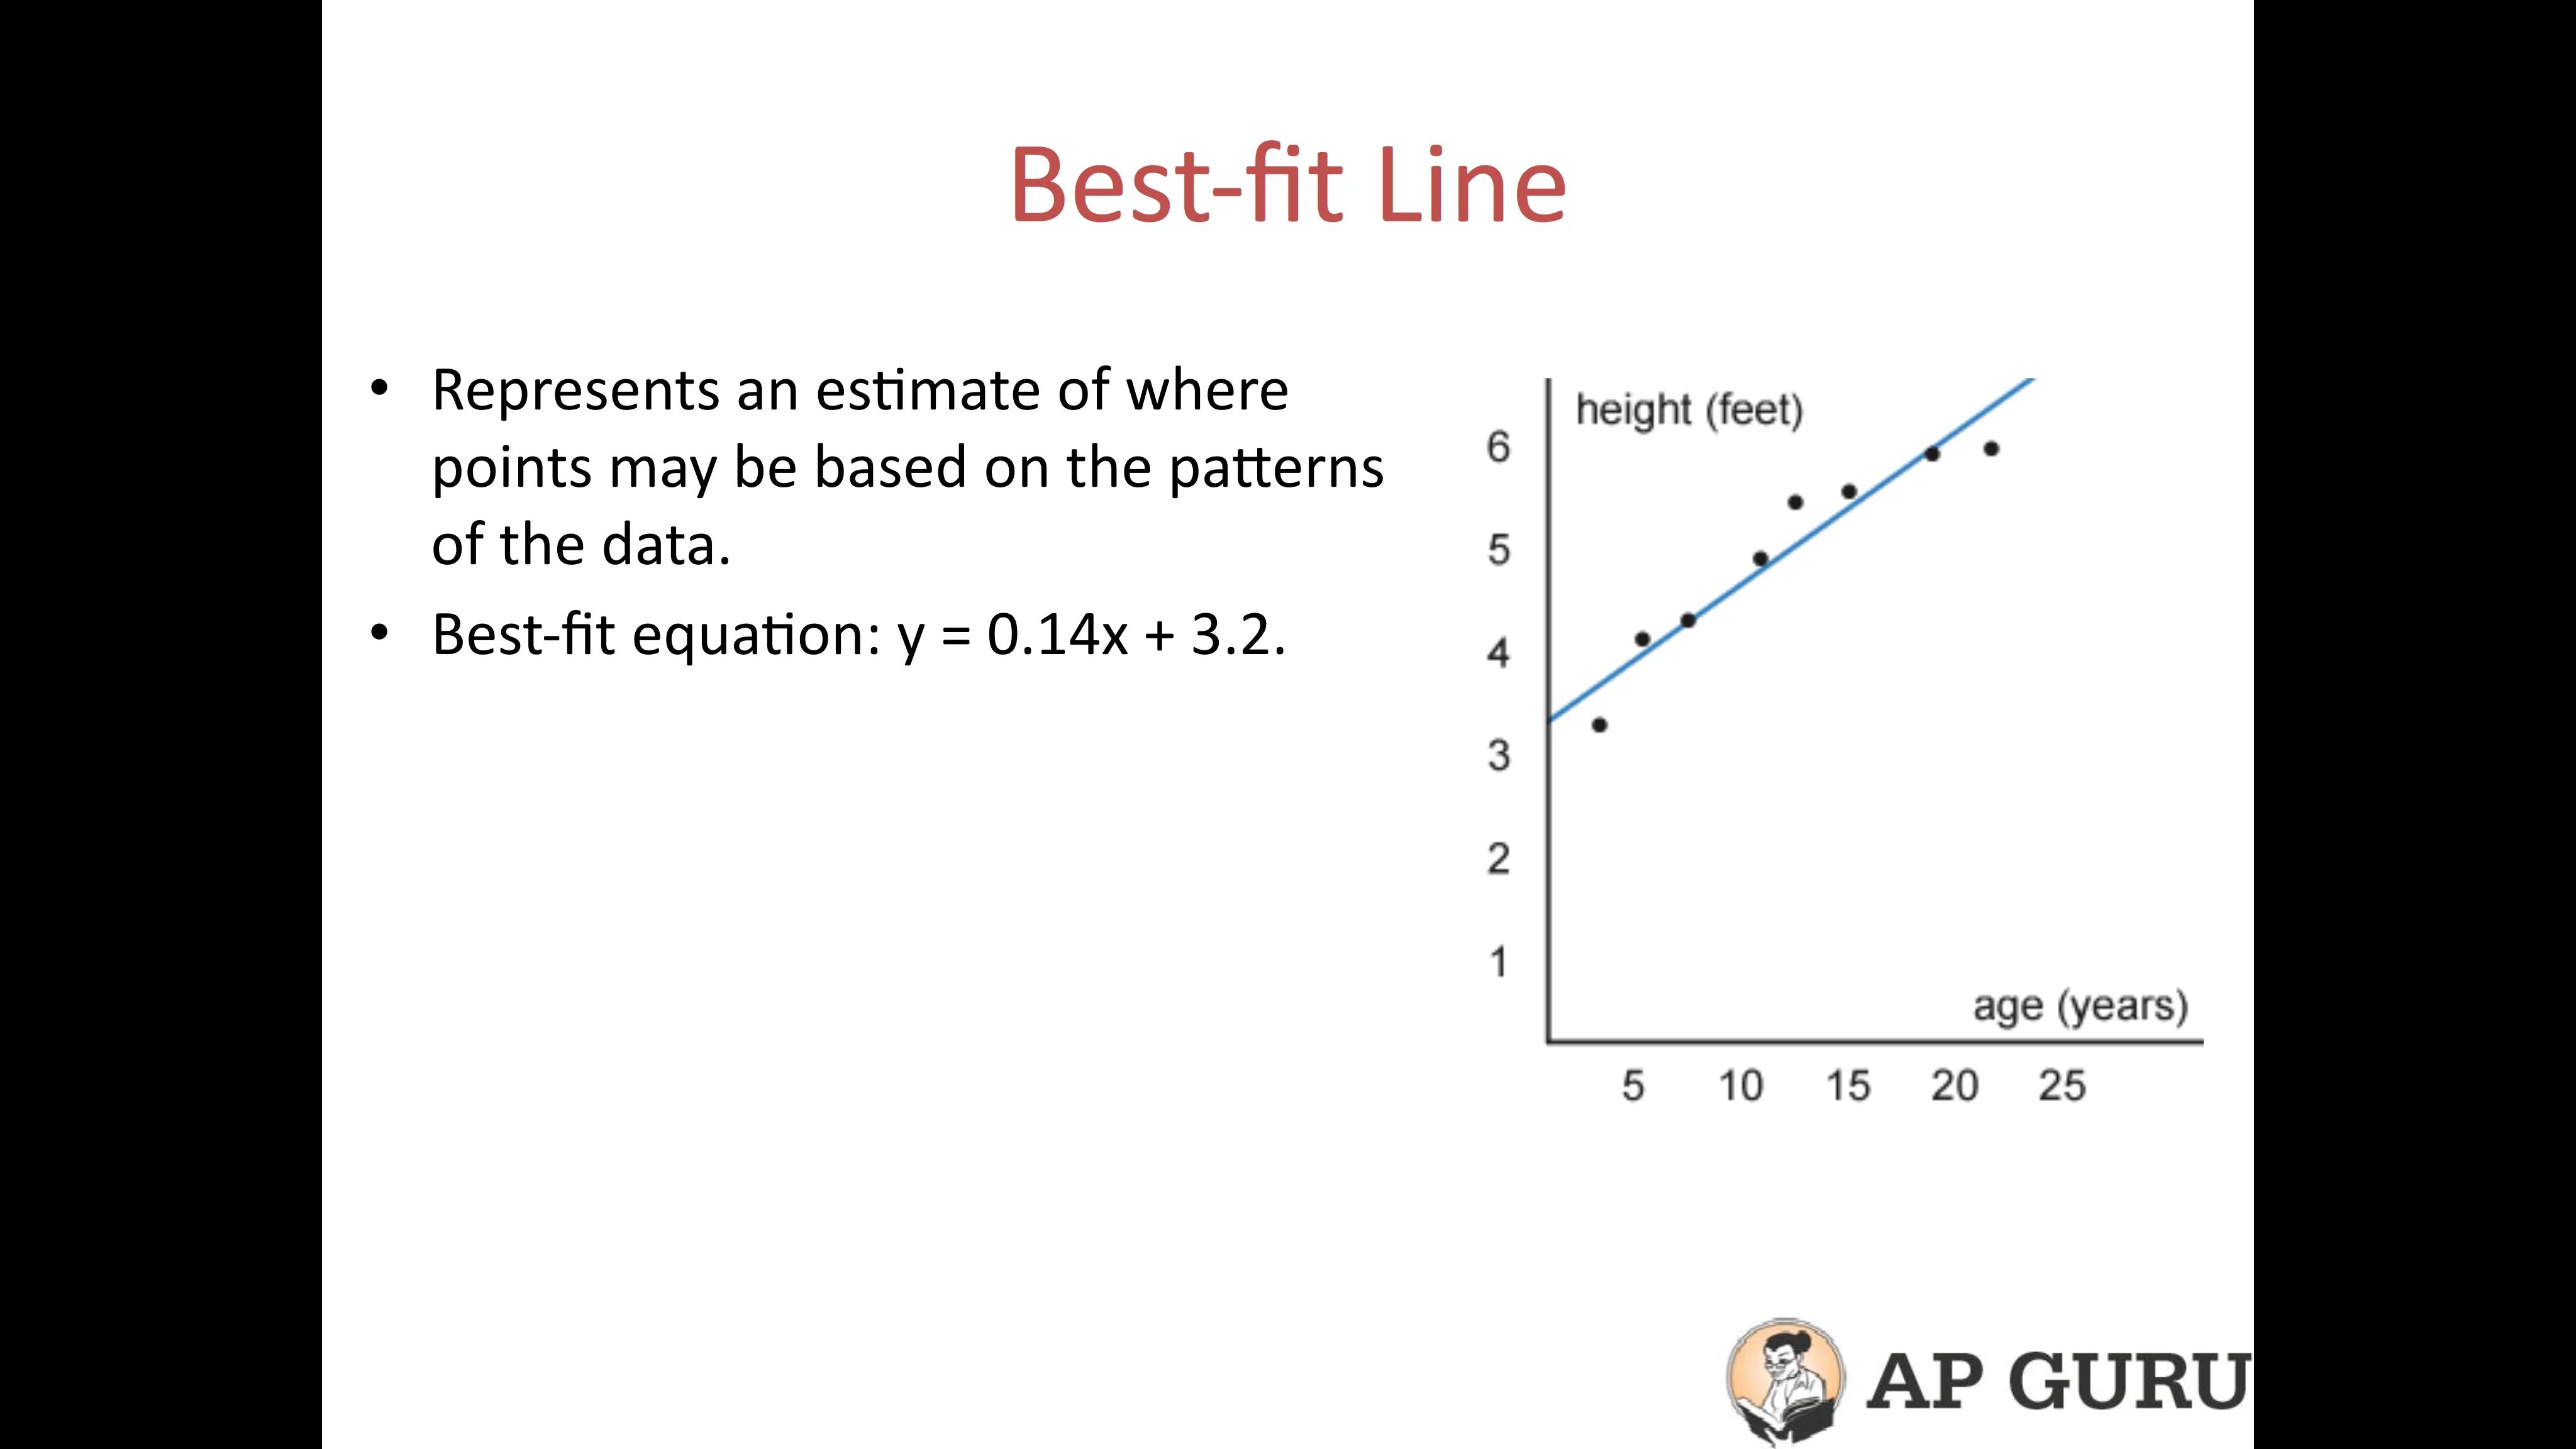 Best-fit Line
• Represents an estimate of where
points may be based on the patterns
of the data.
• Best-fit equation: y = 0.14x + 3.2.
height (feet)
6
5
4
3
2
1
age (years)
5 10 15 20 25
AP GURU